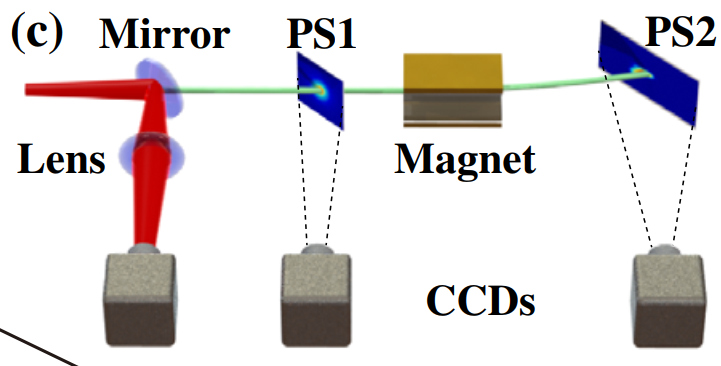 (c) Mirror PS1 PS2
Lens Magnet
CCDs